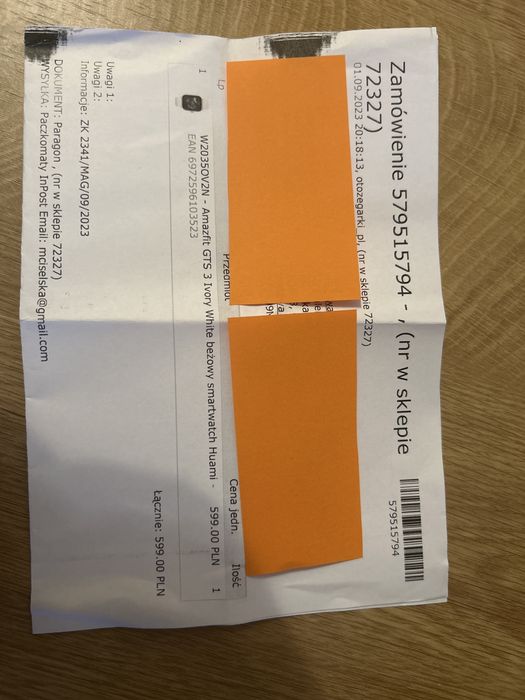 Zamówienie 579515794 - , (nr w sklepie
72327)
579515794
01.09.2023 20:18:13, otozegarki_pl, (nr w sklepie 72327)
Lp Przedmiot Cena jedn. Ilość
1 W2035OV2N - Amazfit GTS 3 Ivory White beżowy smartwatch Huami - 599.00 PLN 1
EAN 6972596103523
Łącznie: 599.00 PLN
Uwagi 1:
Uwagi 2:
Informacje: ZK 2341/MAG/09/2023
DOKUMENT: Paragon , (nr w sklepie 72327)
WYSYŁKA: Paczkomaty InPost Email: mciselska@gmail.com